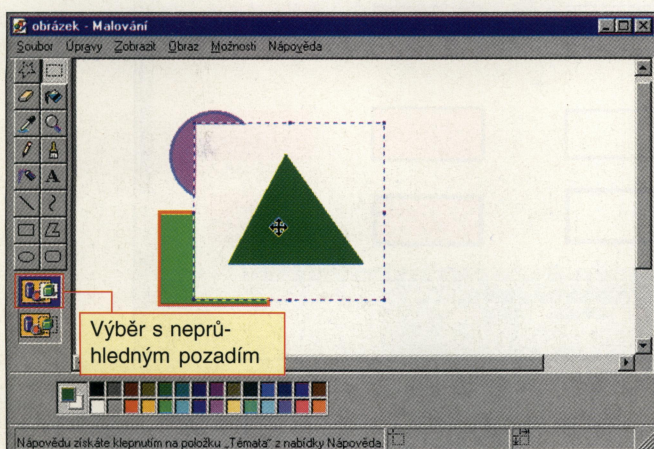 obrázek - Malování
Soubor Úpravy Zobrazit Obraz Možnosti Nápověda
A
Výběr s neprů-
hledným pozadím
Nápovědu získáte klepnutím na položku „Témata" z nabídky Nápověda.